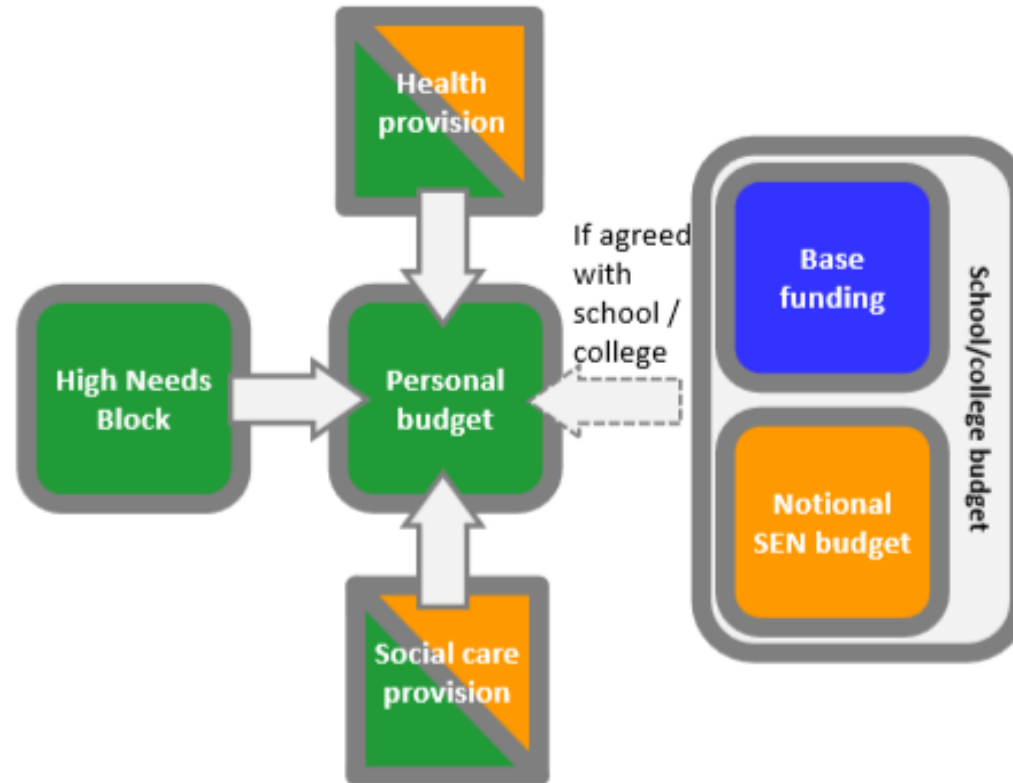 Health
provision
If agreed
with
school /
college
Base
funding
School/college budget
High Needs
Block
Personal
budget
Notional
SEN budget
Social care
provision